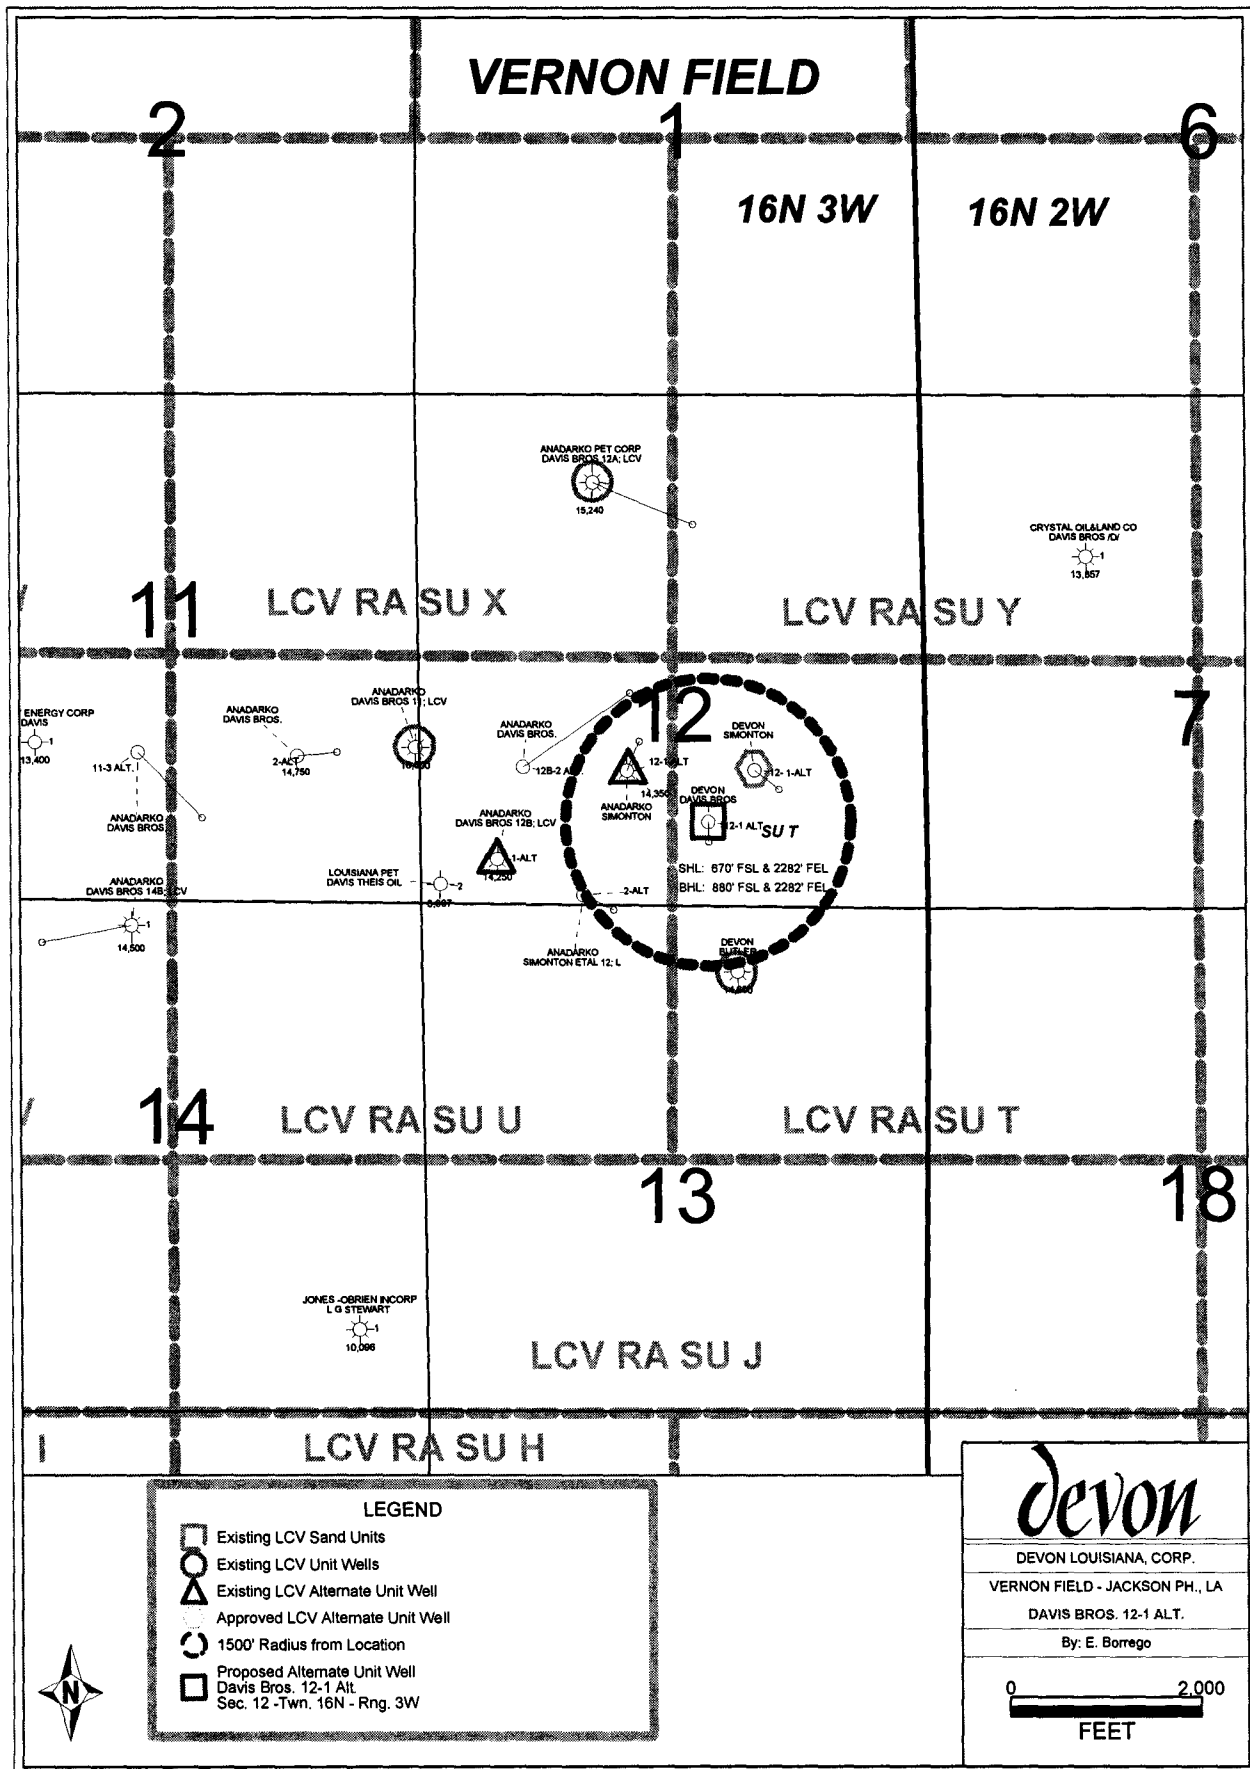 VERNON FIELD
2
1
6
16N 3W
16N 2W
ANADARKO PET CORP
DAVIS BROS 12A; LCV
15,240
CRYSTAL OIL&LAND CO
DAVIS BROS /D/
1
13,657
11
LCV RA SU X
LCV RA SU Y
12
7
ENERGY CORP
DAVIS
1
13,400
ANADARKO
DAVIS BROS.
2-ALT
14,750
ANADARKO
DAVIS BROS 11; LCV
ANADARKO
DAVIS BROS.
12B-2
12-1 ALT
14,350
ANADARKO
SIMONTON
DEVON
SIMONTON
12-1-ALT
11-3 ALT.
ANADARKO
DAVIS BROS
DEVON
DAVIS BROS
12-1 ALT
SU T
SHL: 670' FSL & 2282' FEL
BHL: 880' FSL & 2282' FEL
ANADARKO
DAVIS BROS 12B; LCV
1-ALT
14,250
LOUISIANA PET
DAVIS THEIS OIL
2
ANADARKO
DAVIS BROS 14B; LCV
1
14,500
2-ALT
ANADARKO
SIMONTON ETAL 12; L
DEVON
BUTLER
14
LCV RA SU U
LCV RA SU T
13
18
JONES -OBRIEN INCORP
L G STEWART
1
10,096
LCV RA SU J
I
LCV RA SU H
LEGEND
Existing LCV Sand Units
Existing LCV Unit Wells
Existing LCV Alternate Unit Well
Approved LCV Alternate Unit Well
1500' Radius from Location
Proposed Alternate Unit Well
Davis Bros. 12-1 Alt.
Sec. 12 -Twn. 16N - Rng. 3W
N
devon
DEVON LOUISIANA, CORP.
VERNON FIELD - JACKSON PH., LA
DAVIS BROS. 12-1 ALT.
By: E. Borrego
0 2,000
FEET